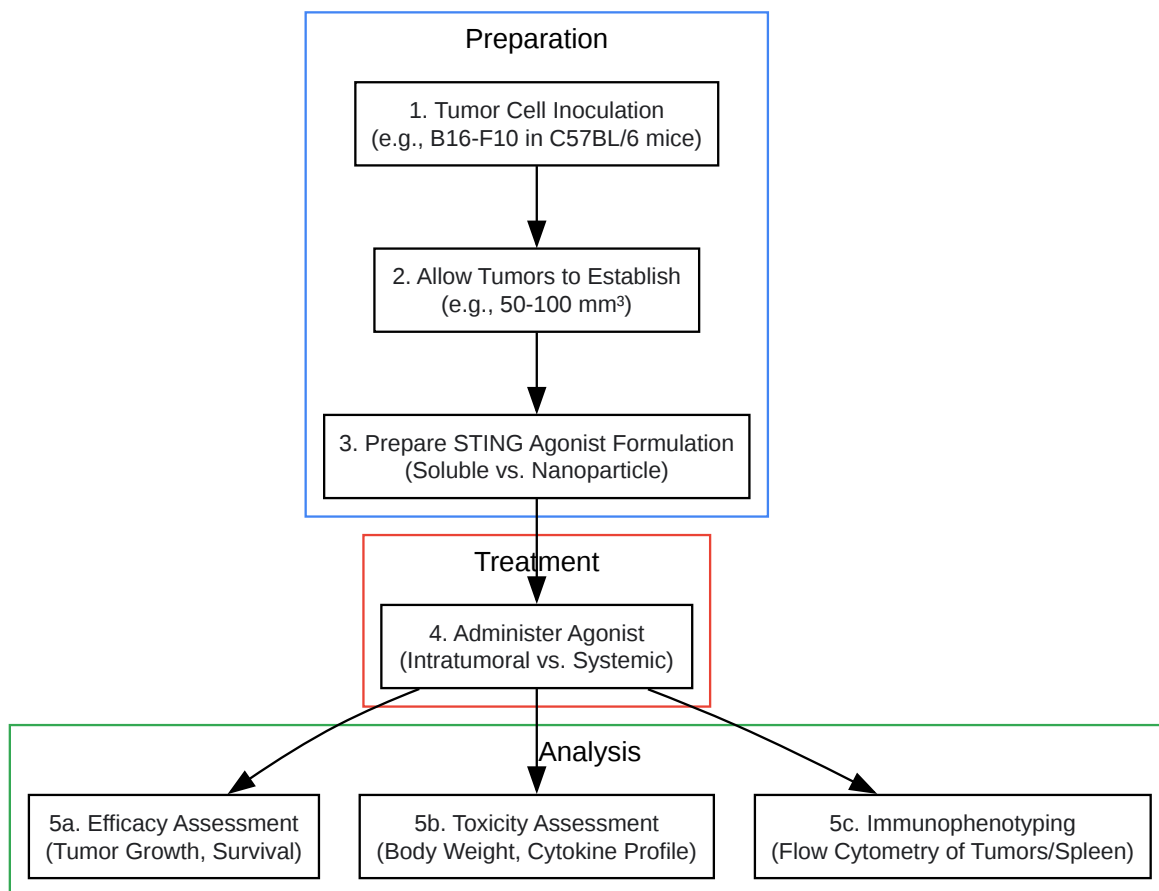 Preparation
1. Tumor Cell Inoculation
(e.g., B16-F10 in C57BL/6 mice)
2. Allow Tumors to Establish
(e.g., 50-100 mm³)
3. Prepare STING Agonist Formulation
(Soluble vs. Nanoparticle)
Treatment
4. Administer Agonist
(Intratumoral vs. Systemic)
Analysis
5a. Efficacy Assessment
(Tumor Growth, Survival)
5b. Toxicity Assessment
(Body Weight, Cytokine Profile)
5c. Immunophenotyping
(Flow Cytometry of Tumors/Spleen)